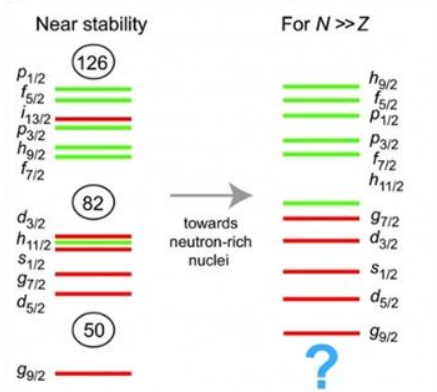 Near stability
For N >> Z
126
p1/2
f5/2
i13/2
p3/2
h9/2
f7/2
82
d3/2
h11/2
s1/2
g7/2
d5/2
50
g9/2
towards
neutron-rich
nuclei
h9/2
f5/2
p1/2
p3/2
f7/2
h11/2
g7/2
d3/2
s1/2
d5/2
g9/2
?